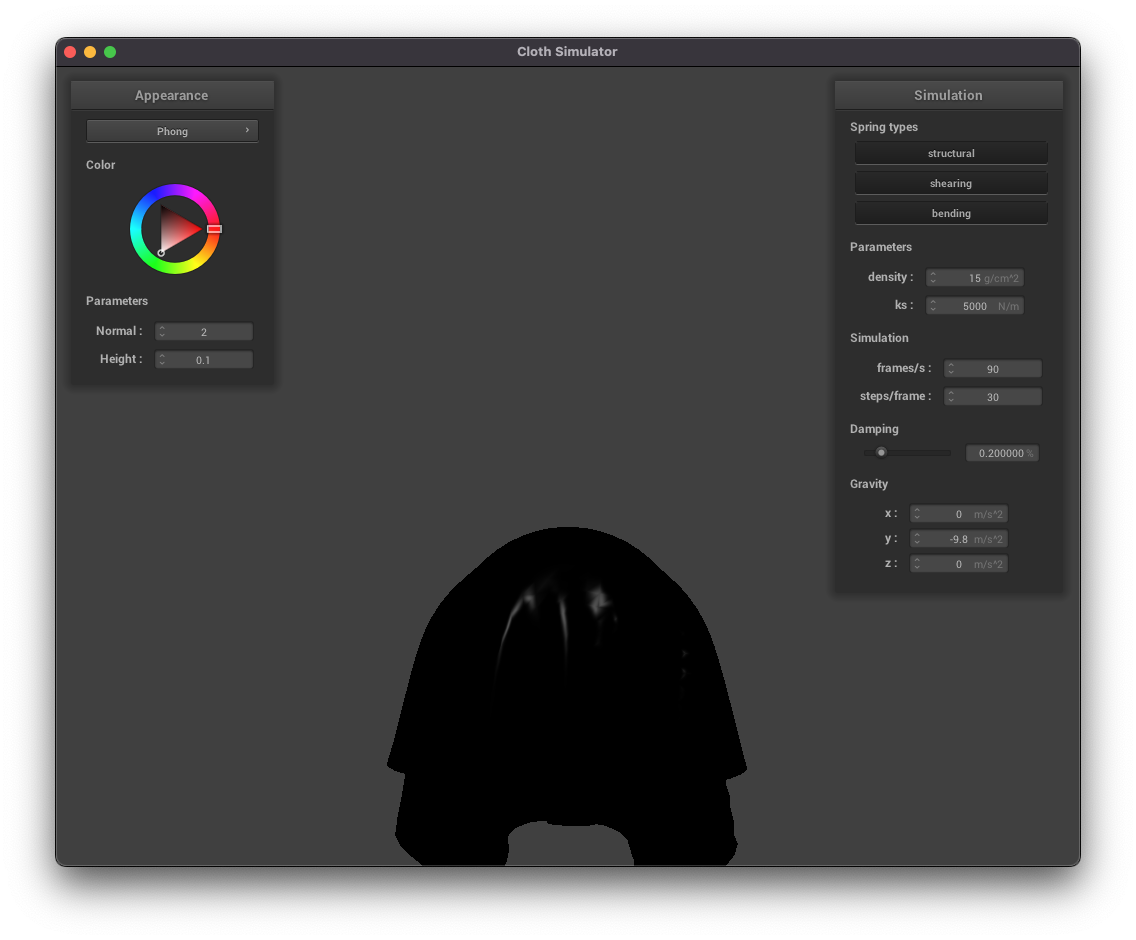 Cloth Simulator
Appearance
Phong
Color
Parameters
Normal : 2
Height : 0.1
Simulation
Spring types
structural
shearing
bending
Parameters
density : 15 g/cm^2
ks : 5000 N/m
Simulation
frames/s : 90
steps/frame : 30
Damping
0.200000 %
Gravity
x : 0 m/s^2
y : -9.8 m/s^2
z : 0 m/s^2